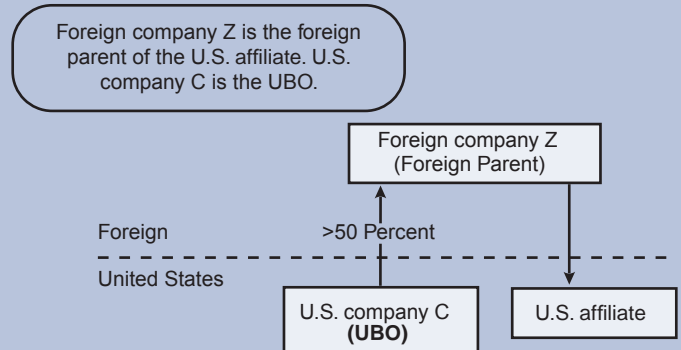 Foreign company Z is the foreign
parent of the U.S. affiliate. U.S.
company C is the UBO.
Foreign company Z
(Foreign Parent)
Foreign
>50 Percent
United States
U.S. company C
(UBO)
U.S. affiliate